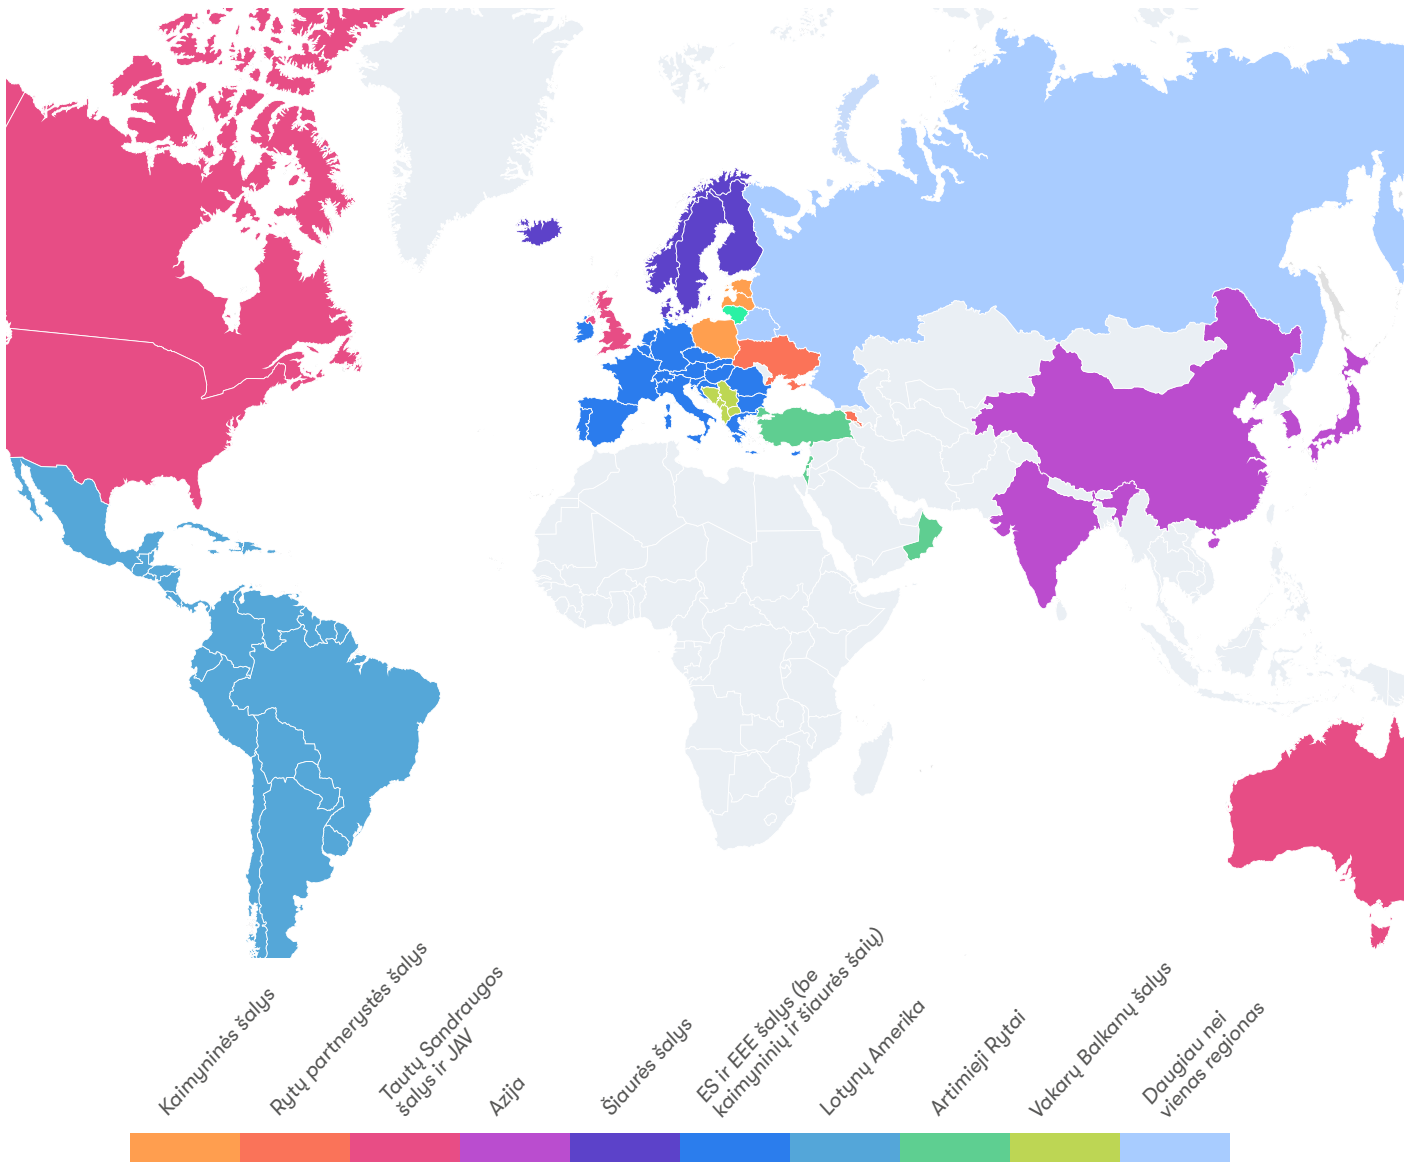 Kaimyninės šalys
Rytų partnerystės šalys
Tautų Sandraugos
šalys ir JAV
Azija
Šiaurės šalys
ES ir EEE šalys (be
kaimyninių ir šiaurės šaių)
Lotynų Amerika
Artimieji Rytai
Vakarų Balkanų šalys
Daugiau nei
vienas regionas